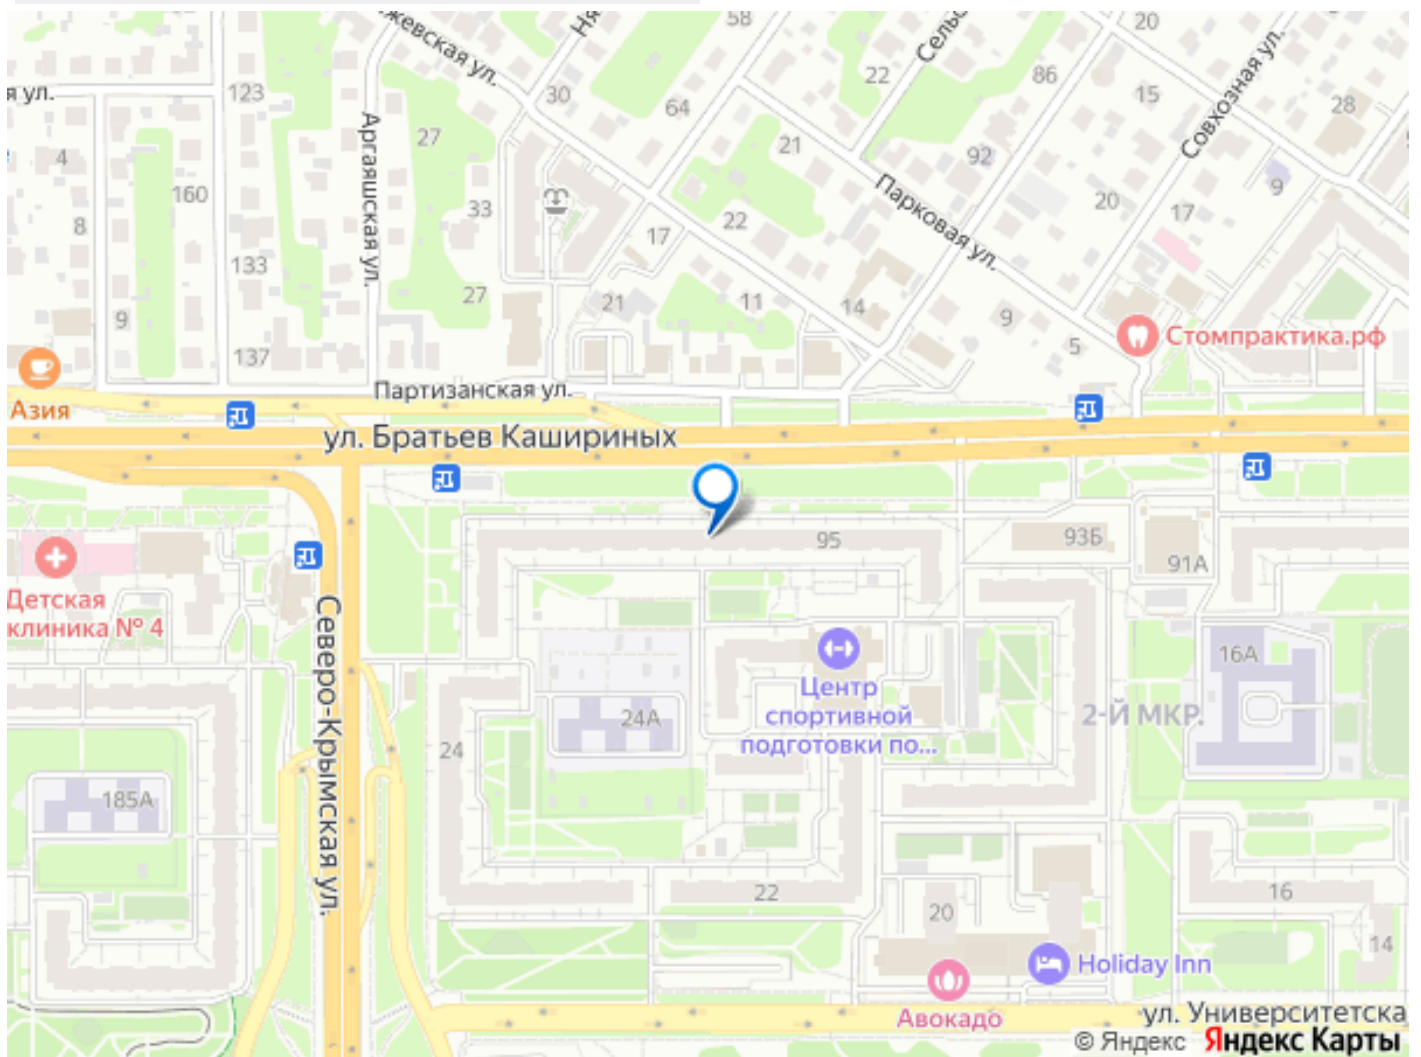 58
20
жевская ул.
Ня
Сельс
22
86
Совхозная ул.
я ул.
123
30
64
15
28
Аргаяшская ул.
27
21
92
4
160
33
17
22
Парковая ул.
20
17
9
8
133
27
21
11
14
9
9
137
5
Стомпрактика.рф
Партизанская ул.
Азия
ул. Братьев Кашириных
95
93Б
91А
Детская
клиника № 4
Северо-Крымская ул.
16А
Центр
спортивной
подготовки по...
24А
2-Й МКР.
24
185А
22
20
16
14
Holiday Inn
Авокадо
ул. Университетска
© Яндекс Яндекс Карты